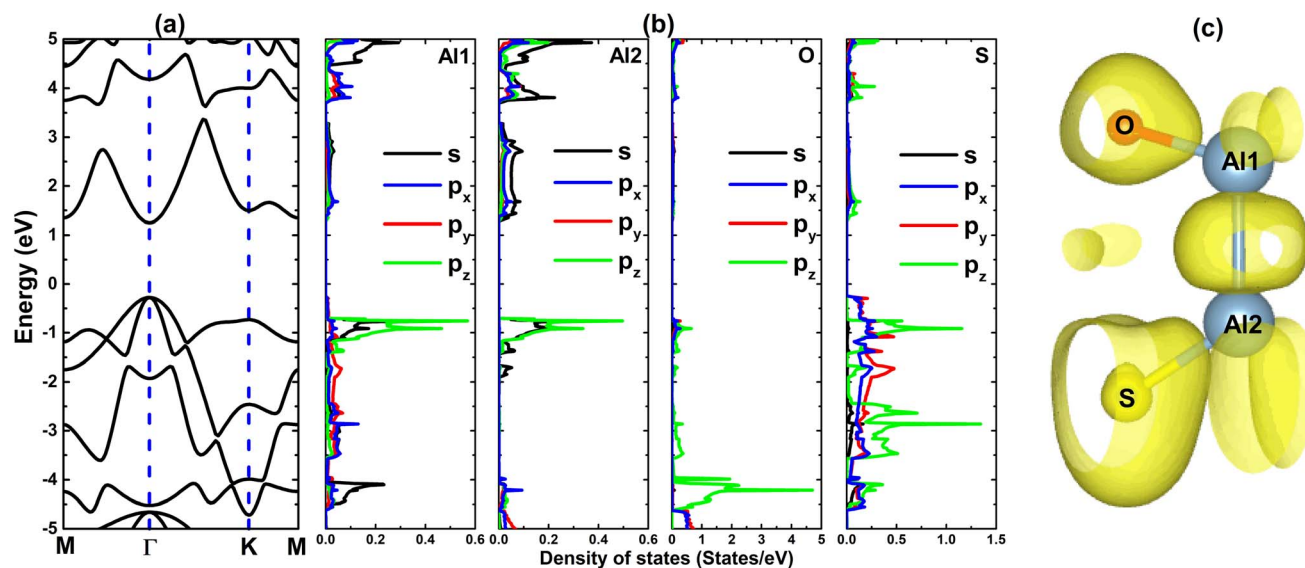 (a)
(b)
(c)
Energy (eV)
5
4
3
2
1
0
-1
-2
-3
-4
-5
M Γ K M
Al1
s
px
py
pz
0.0 0.2 0.4 0.6
Al2
s
px
py
pz
0.0 0.2 0.4 0.6
O
s
px
py
pz
0 1 2 3 4 5
S
s
px
py
pz
0.0 0.5 1.0 1.5
Density of states (States/eV)
O
Al1
Al2
S